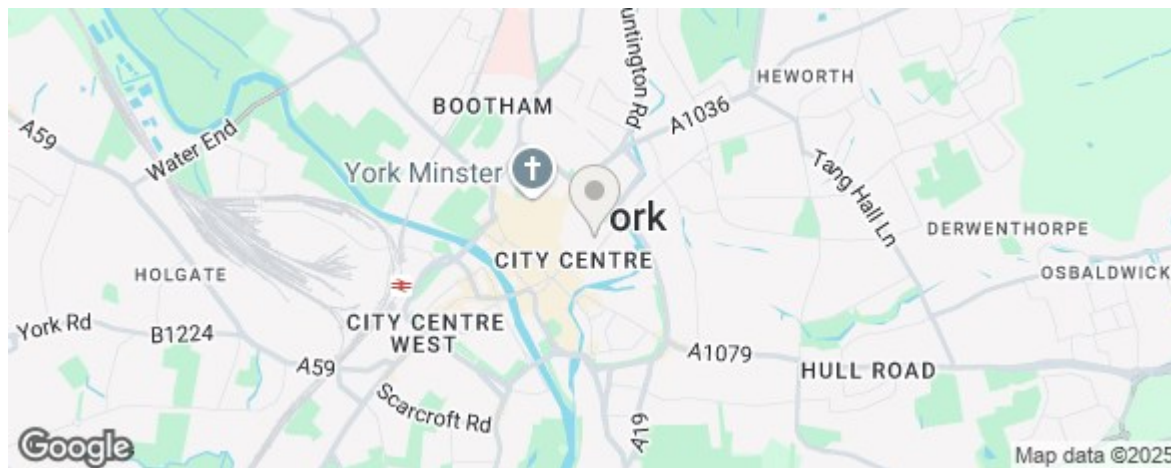 untington Rd
HEWORTH
BOOTHAM
A1036
A59
Water End
York Minster
Tang Hall Ln
ork
DERWENTHORPE
CITY CENTRE
OSBALDWICK
HOLGATE
York Rd
B1224
CITY CENTRE
WEST
A59
A1079
HULL ROAD
Scarcroft Rd
A19
Google
Map data ©2025